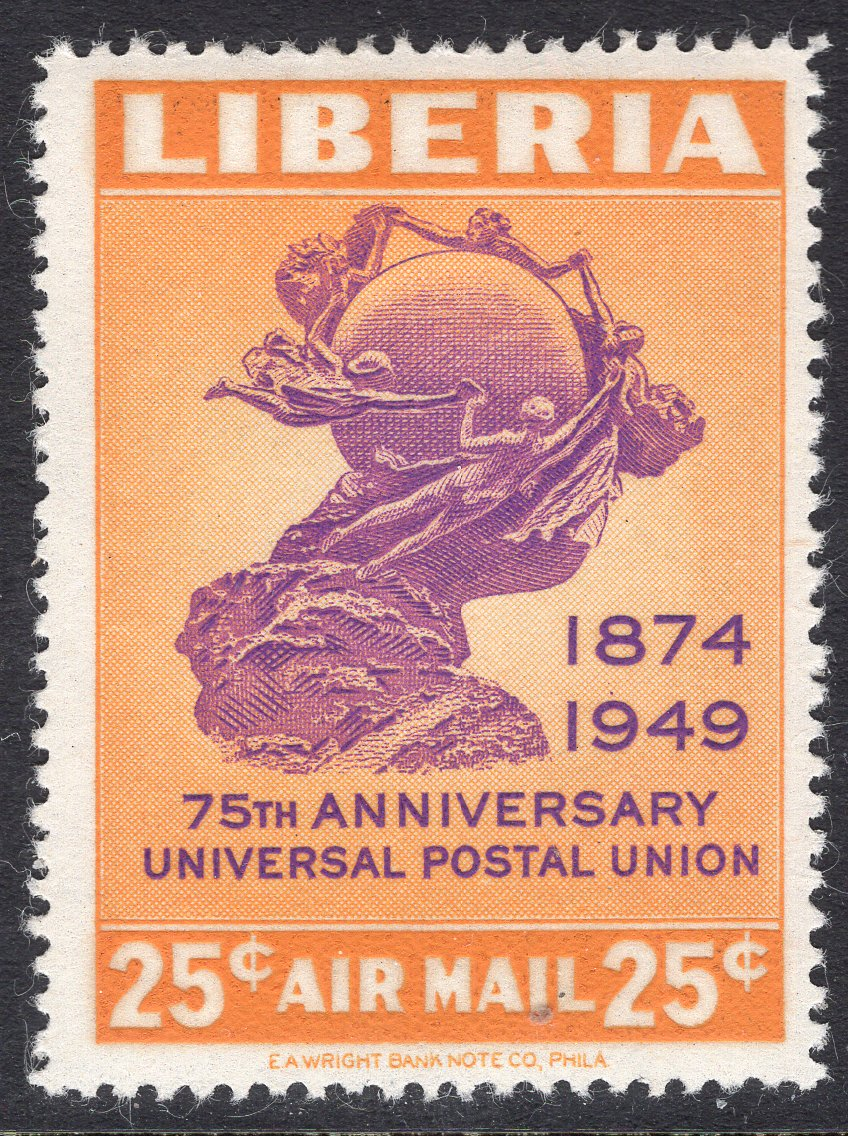 LIBERIA
1874
1949
75TH ANNIVERSARY
UNIVERSAL POSTAL UNION
25¢ AIR MAIL 25¢
E.A. WRIGHT BANK NOTE CO., PHILA.